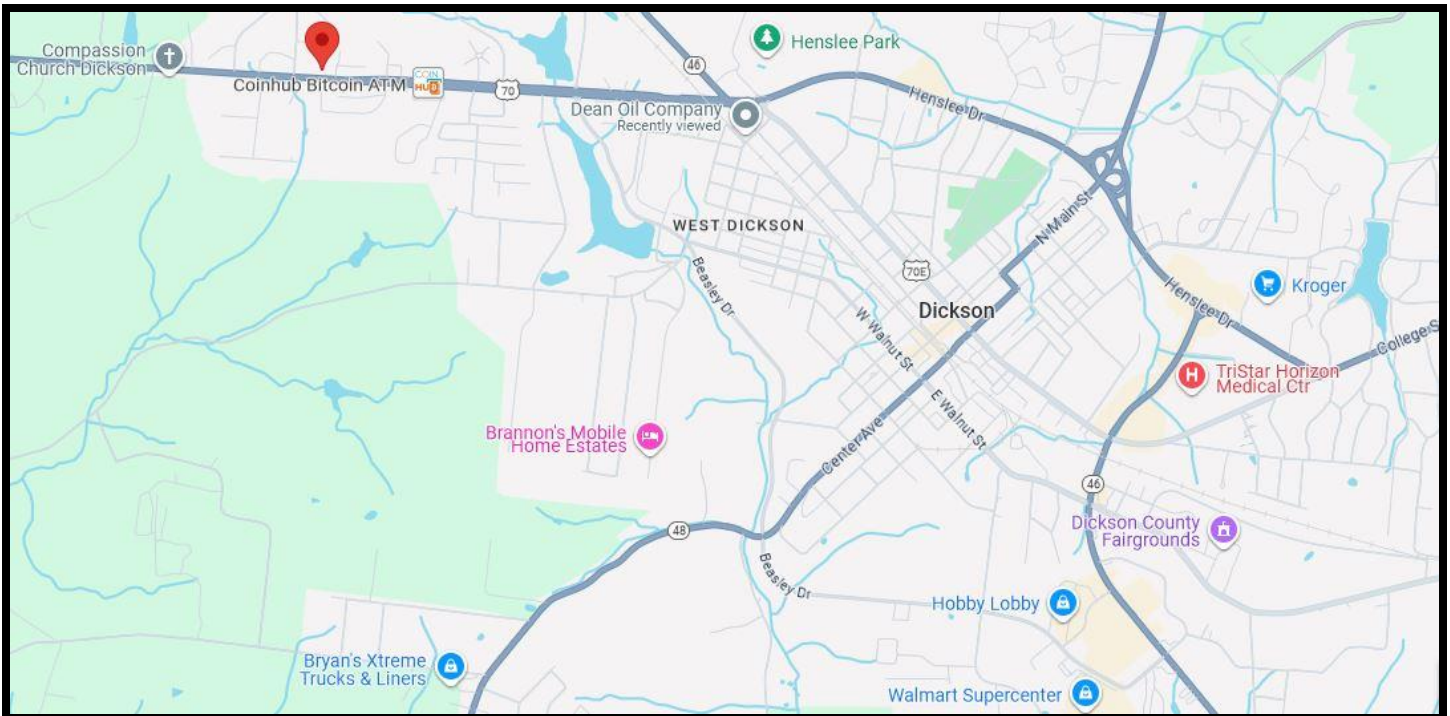 Compassion
Church Dickson
Coinhub Bitcoin ATM
COIN
HUB
70
46
Henslee Park
Dean Oil Company
Recently viewed
Henslee Dr
WEST DICKSON
N Main St
Beasley Dr
70E
Dickson
W Walnut St
Kroger
Henslee Dr
College S
TriStar Horizon
Medical Ctr
E Walnut St
Brannon's Mobile
Home Estates
Center Ave
46
48
Dickson County
Fairgrounds
Beasley Dr
Hobby Lobby
Bryan's Xtreme
Trucks & Liners
Walmart Supercenter
H